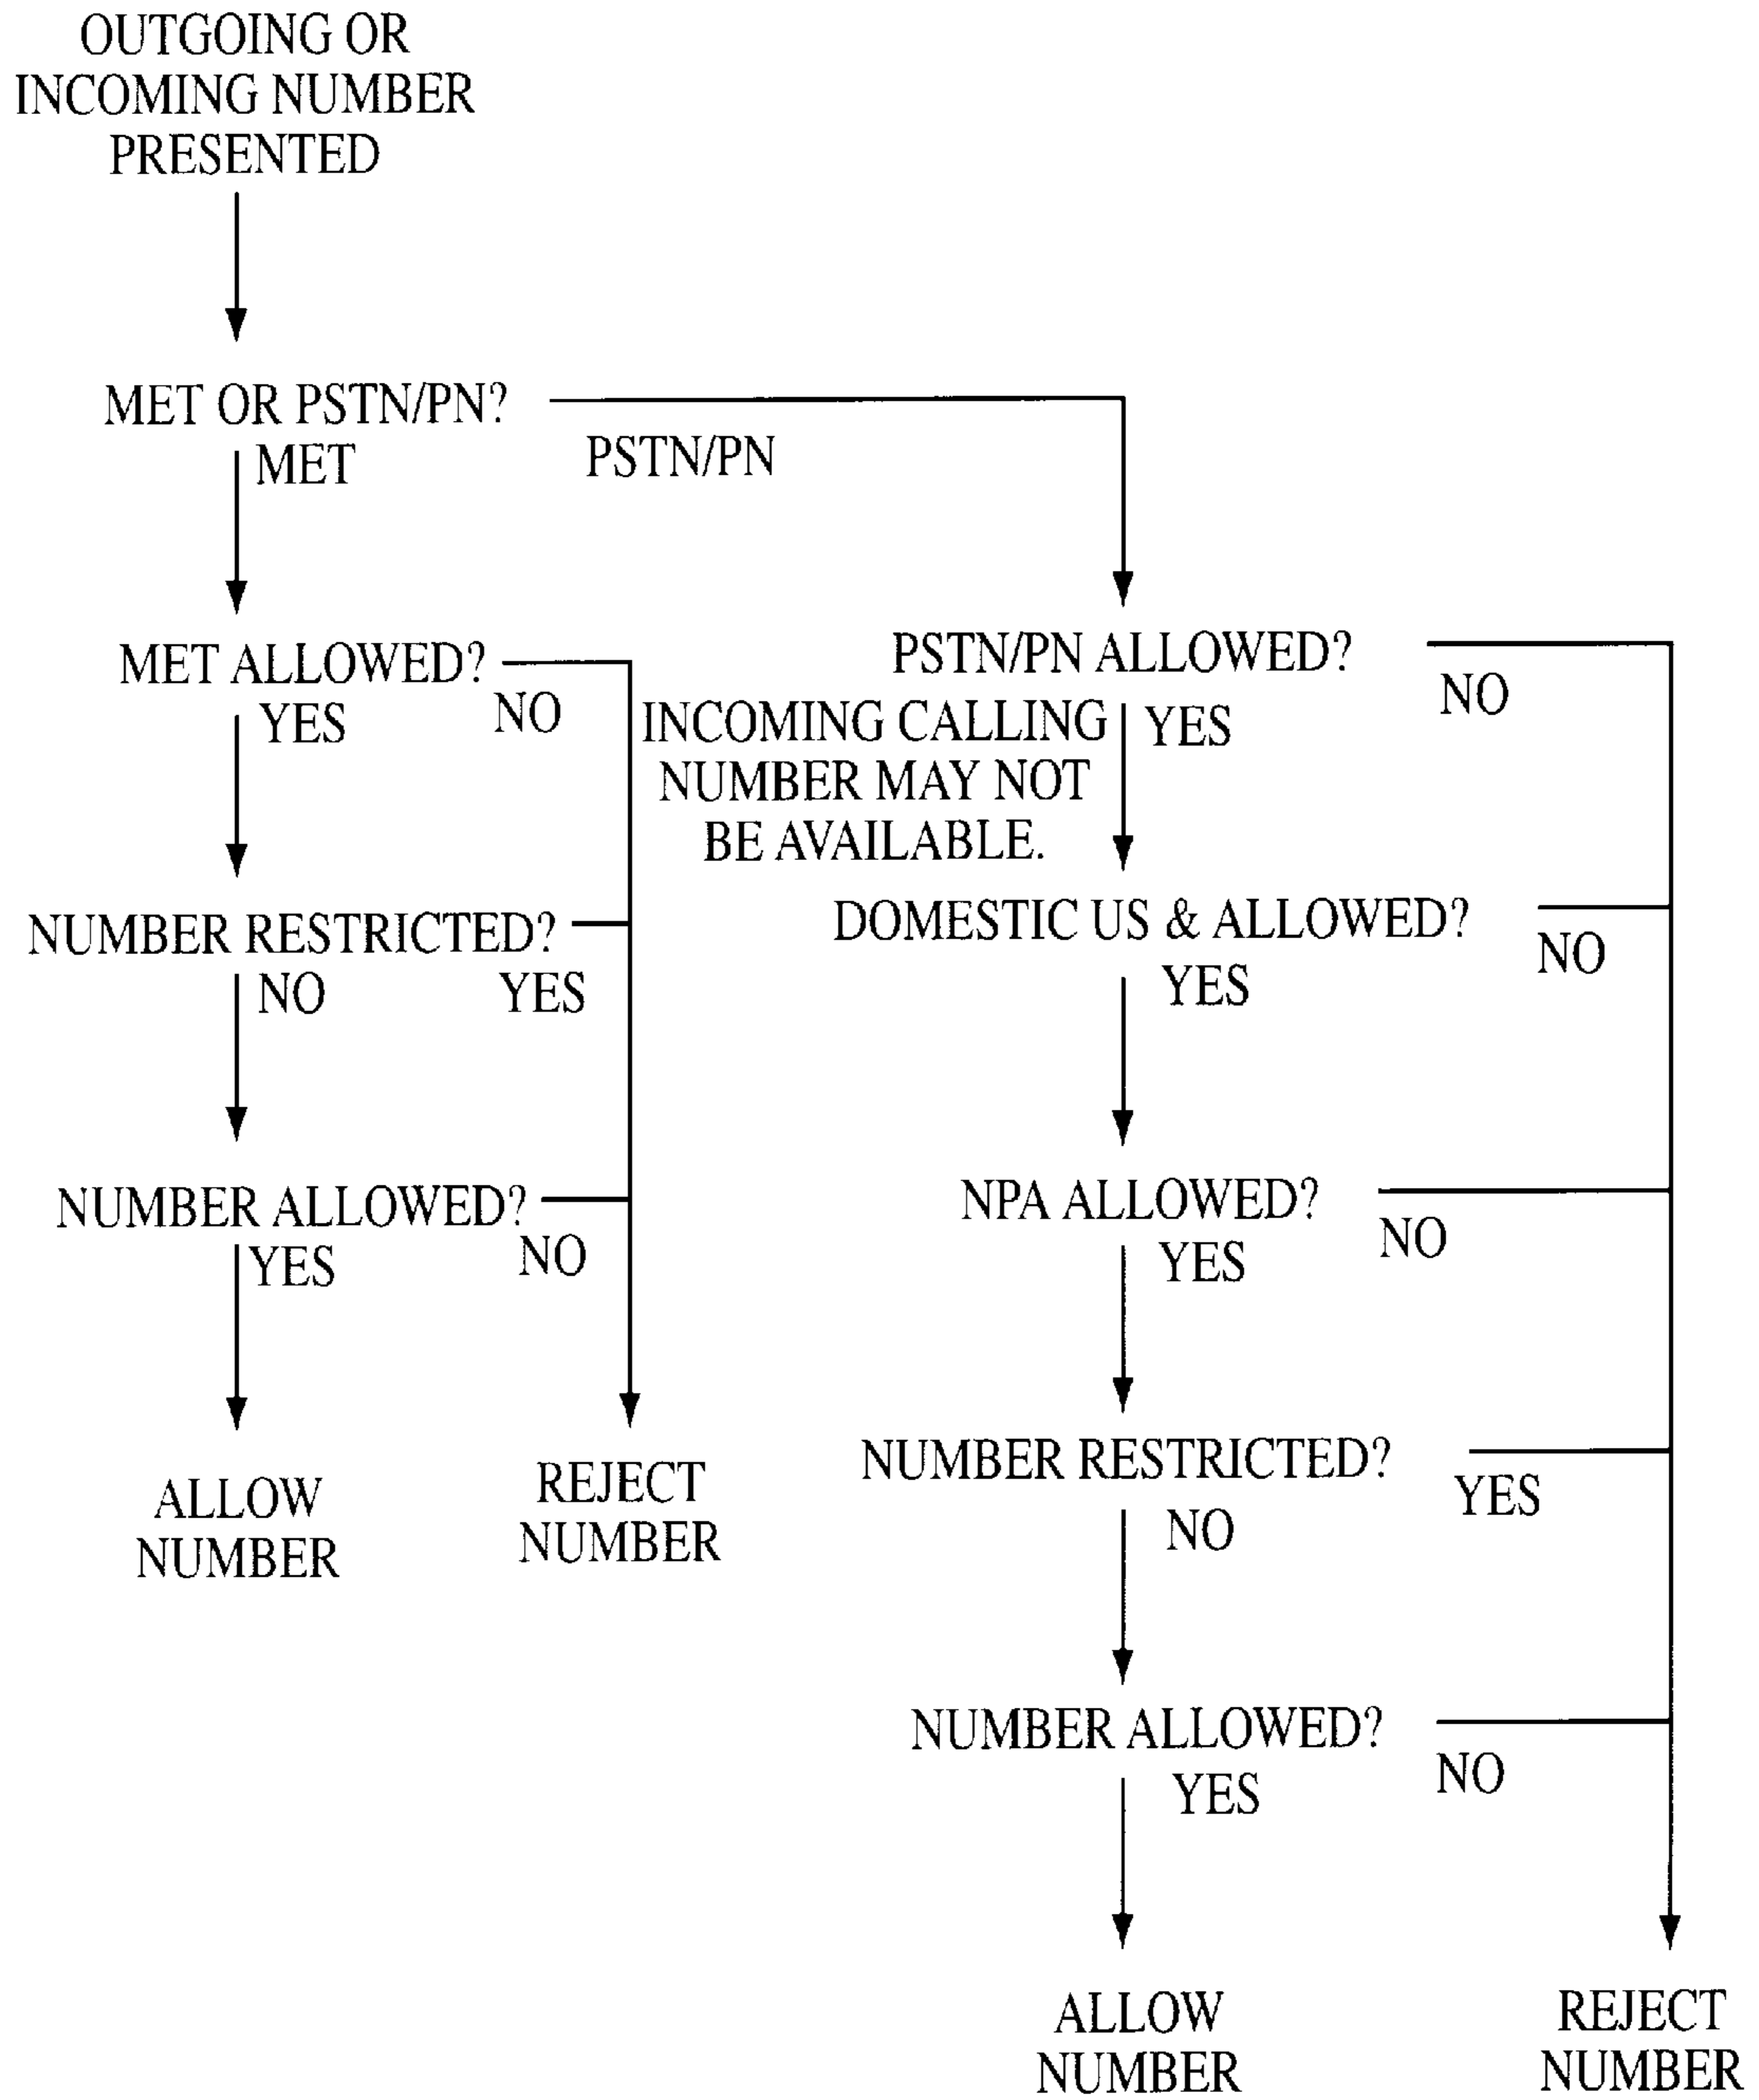 OUTGOING OR
INCOMING NUMBER
PRESENTED
MET OR PSTN/PN?
MET
PSTN/PN
MET ALLOWED?
YES
NO
NUMBER RESTRICTED?
NO
YES
NUMBER ALLOWED?
YES
NO
ALLOW
NUMBER
REJECT
NUMBER
PSTN/PN ALLOWED?
NO
INCOMING CALLING
NUMBER MAY NOT
BE AVAILABLE.
YES
DOMESTIC US & ALLOWED?
YES
NO
NPA ALLOWED?
YES
NO
NUMBER RESTRICTED?
NO
YES
NUMBER ALLOWED?
YES
NO
ALLOW
NUMBER
REJECT
NUMBER